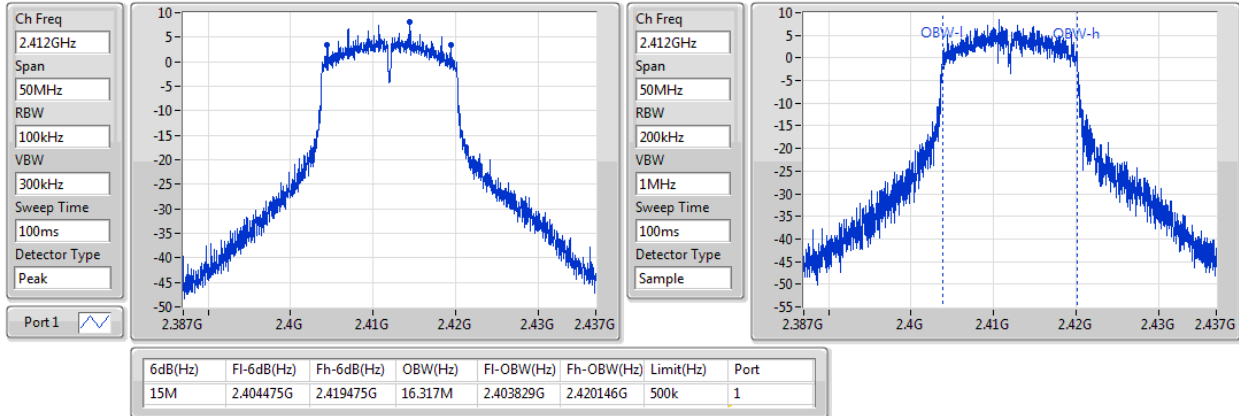 Ch Freq
2.412GHz
Span
50MHz
RBW
100kHz
VBW
300kHz
Sweep Time
100ms
Detector Type
Peak
Port 1
10
5
0
-5
-10
-15
-20
-25
-30
-35
-40
-45
-50
2.387G 2.4G 2.41G 2.42G 2.43G 2.437G
Ch Freq
2.412GHz
Span
50MHz
RBW
200kHz
VBW
1MHz
Sweep Time
100ms
Detector Type
Sample
10
5
0
-5
-10
-15
-20
-25
-30
-35
-40
-45
-50
-55
OBW-l OBW-h
2.387G 2.4G 2.41G 2.42G 2.43G 2.437G
6dB(Hz) Fl-6dB(Hz) Fh-6dB(Hz) OBW(Hz) Fl-OBW(Hz) Fh-OBW(Hz) Limit(Hz) Port
15M 2.404475G 2.419475G 16.317M 2.403829G 2.420146G 500k 1